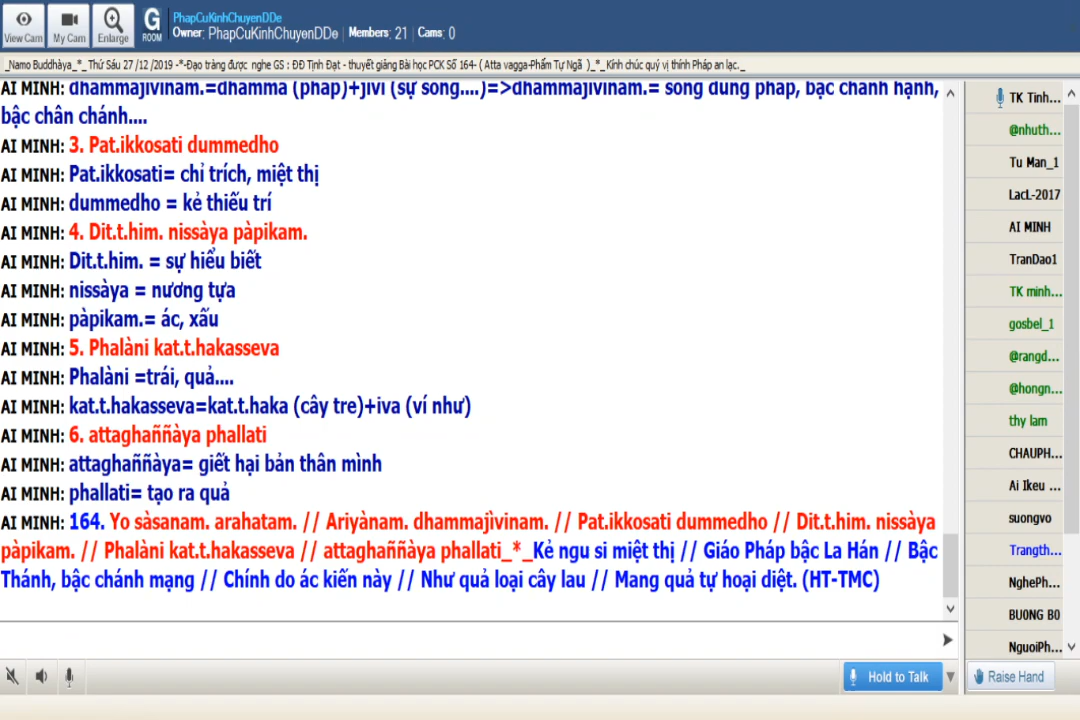 PhapCuKinhChuyenDDe
View Cam My Cam Enlarge G ROOM Owner: PhapCuKinhChuyenDDe | Members: 21 | Cams: 0
_Namo Buddhàya_*_ Thứ Sáu 27 /12 /2019 -*-Đạo tràng được nghe GS : ĐĐ Tịnh Đạt - thuyết giảng Bài học PCK Số 164- ( Atta vagga-Phẩm Tự Ngã )_*_ Kính chúc quý vị thính Pháp an lạc._
AI MINH: dhammajìvinam.=dhamma (pháp)+jìvi (sự sống....)=>dhammajìvinam.= sống đúng pháp, bậc chánh hạnh,
bậc chân chánh....
AI MINH: 3. Pat.ikkosati dummedho
AI MINH: Pat.ikkosati= chỉ trích, miệt thị
AI MINH: dummedho = kẻ thiếu trí
AI MINH: 4. Dit.t.him. nissàya pàpikam.
AI MINH: Dit.t.him. = sự hiểu biết
AI MINH: nissàya = nương tựa
AI MINH: pàpikam.= ác, xấu
AI MINH: 5. Phalàni kat.t.hakasseva
AI MINH: Phalàni =trái, quả....
AI MINH: kat.t.hakasseva=kat.t.haka (cây tre)+iva (ví như)
AI MINH: 6. attaghaññàya phallati
AI MINH: attaghaññàya= giết hại bản thân mình
AI MINH: phallati= tạo ra quả
AI MINH: 164. Yo sàsanam. arahatam. // Ariyànam. dhammajìvinam. // Pat.ikkosati dummedho // Dit.t.him. nissàya
pàpikam. // Phalàni kat.t.hakasseva // attaghaññàya phallati_*_Kẻ ngu si miệt thị // Giáo Pháp bậc La Hán // Bậc
Thánh, bậc chánh mạng // Chính do ác kiến này // Như quả loại cây lau // Mang quả tự hoại diệt. (HT-TMC)
TK Tinh...
@nhuth...
Tu Man_1
LacL-2017
AI MINH
TranDao1
TK minh...
gosbel_1
@rangd...
@hongn...
thy lam
CHAUPH...
Ai Ikeu ...
suongvo
Trangth...
NghePh...
BUONG BO
NguoiPh...
Hold to Talk
Raise Hand